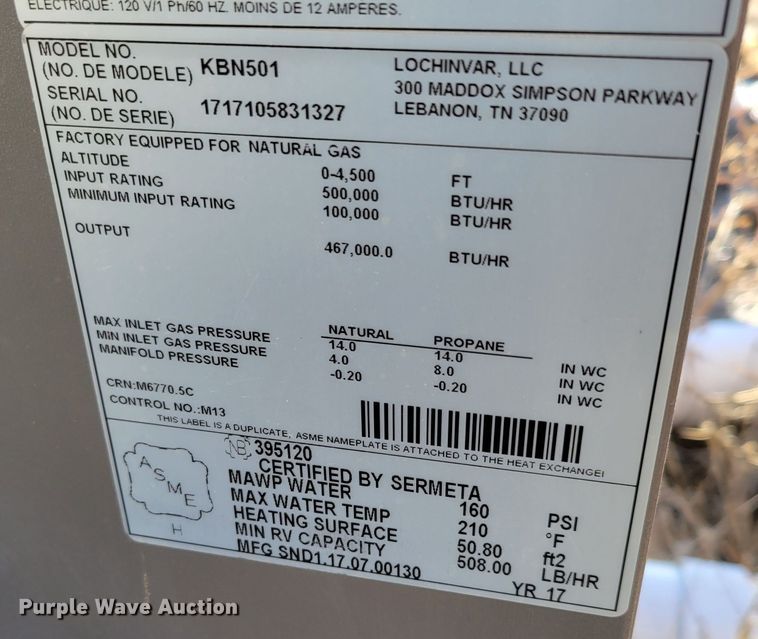 ELECTRIQUE: 120 V/1 Ph/60 HZ. MOINS DE 12 AMPERES.
MODEL NO.
(NO. DE MODELE) KBN501
SERIAL NO.
(NO. DE SERIE) 1717105831327
LOCHINVAR, LLC
300 MADDOX SIMPSON PARKWAY
LEBANON, TN 37090
FACTORY EQUIPPED FOR NATURAL GAS
ALTITUDE 0-4,500 FT
INPUT RATING 500,000 BTU/HR
MINIMUM INPUT RATING 100,000 BTU/HR
OUTPUT 467,000.0 BTU/HR
NATURAL PROPANE
MAX INLET GAS PRESSURE 14.0 14.0 IN WC
MIN INLET GAS PRESSURE 4.0 8.0 IN WC
MANIFOLD PRESSURE -0.20 -0.20 IN WC
CRN:M6770.5C
CONTROL NO.:M13
THIS LABEL IS A DUPLICATE, ASME NAMEPLATE IS ATTACHED TO THE HEAT EXCHANGE
NB 395120
CERTIFIED BY SERMETA
ASME
H
MAWP WATER 160 PSI
MAX WATER TEMP 210 °F
HEATING SURFACE 50.80 ft2
MIN RV CAPACITY 508.00 LB/HR
MFG SND1.17.07.00130 YR 17
Purple Wave Auction